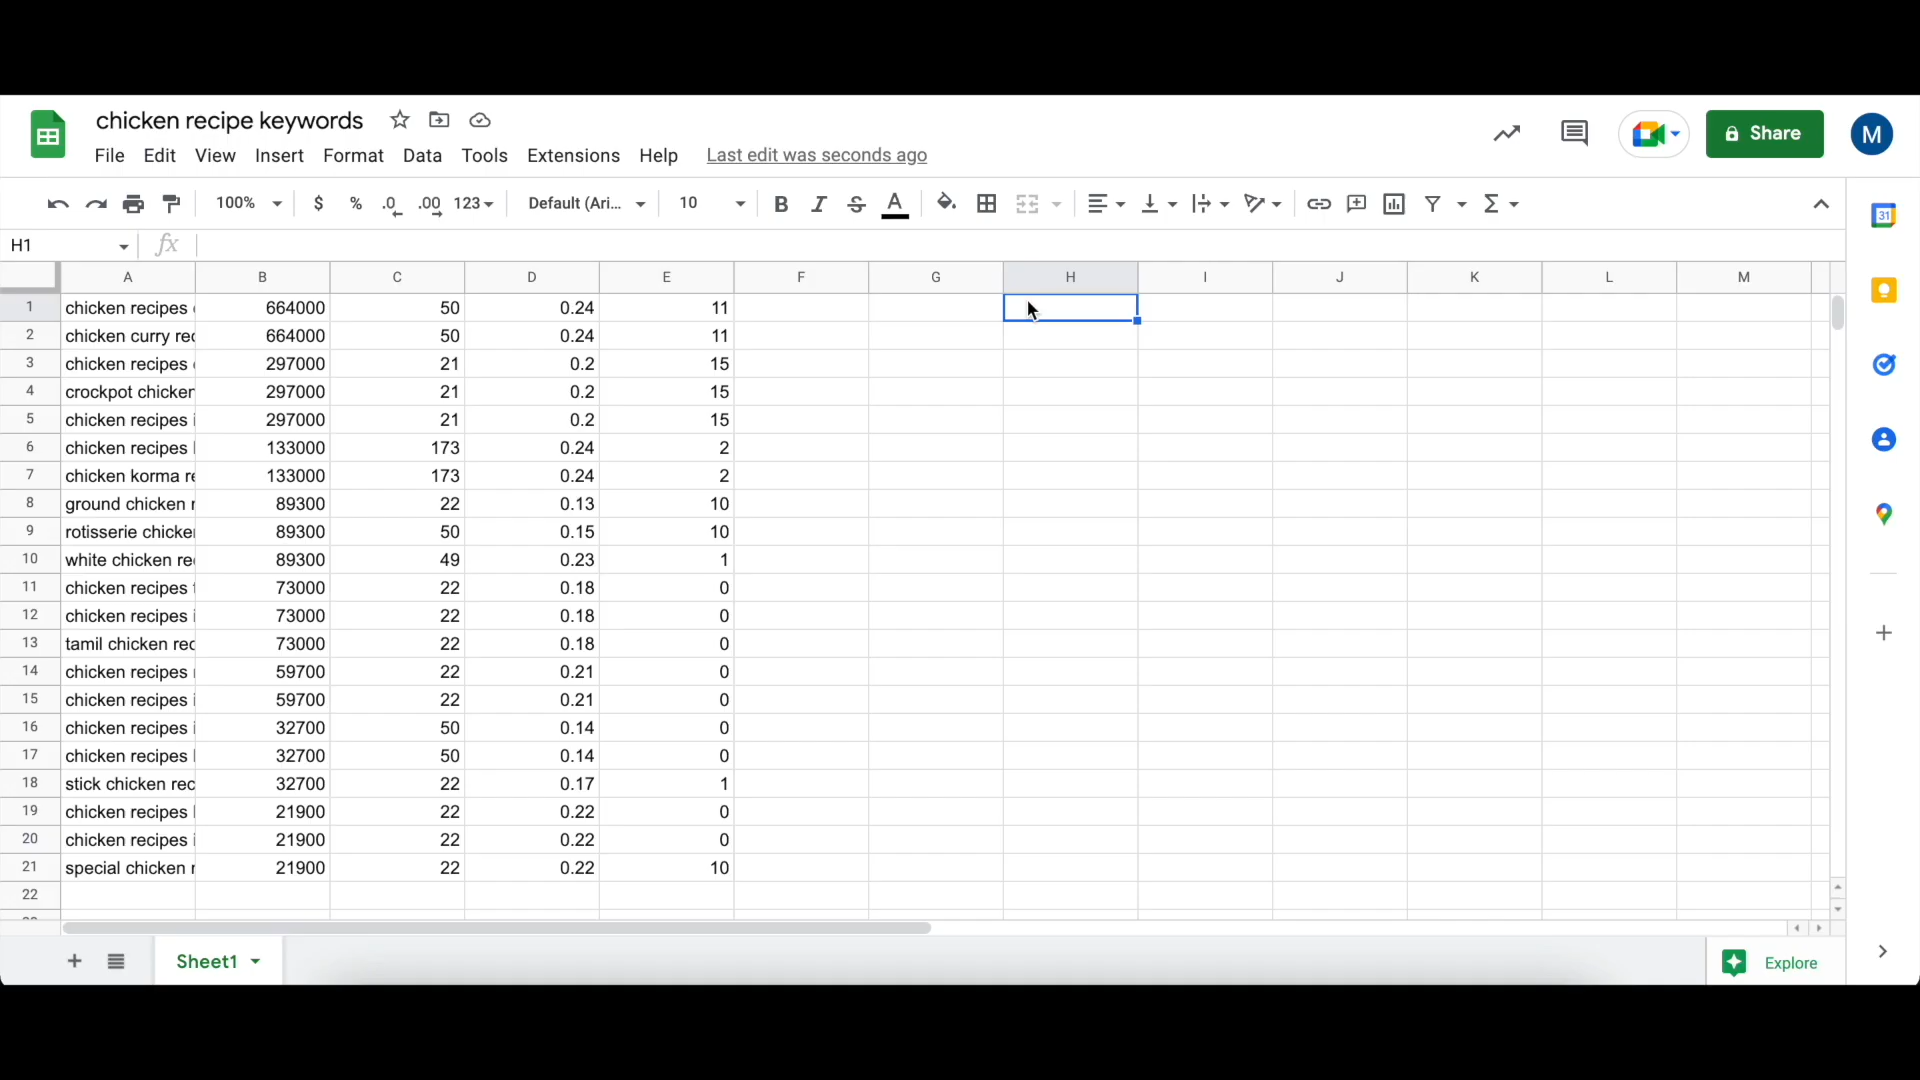 chicken recipe keywords
Share
M
File Edit View Insert Format Data Tools Extensions Help Last edit was seconds ago
100% $ % .0 .00 123 Default (Ari... 10 B I S A Σ
31
H1 fx
A B C D E F G H I J K L M
1 chicken recipes 664000 50 0.24 11
2 chicken curry rec 664000 50 0.24 11
3 chicken recipes 297000 21 0.2 15
4 crockpot chicken 297000 21 0.2 15
5 chicken recipes i 297000 21 0.2 15
6 chicken recipes 133000 173 0.24 2
7 chicken korma re 133000 173 0.24 2
8 ground chicken r 89300 22 0.13 10
9 rotisserie chicke 89300 50 0.15 10
10 white chicken re 89300 49 0.23 1
11 chicken recipes 73000 22 0.18 0
12 chicken recipes i 73000 22 0.18 0
13 tamil chicken rec 73000 22 0.18 0
14 chicken recipes 59700 22 0.21 0
15 chicken recipes i 59700 22 0.21 0
16 chicken recipes i 32700 50 0.14 0
17 chicken recipes 32700 50 0.14 0
18 stick chicken rec 32700 22 0.17 1
19 chicken recipes 21900 22 0.22 0
20 chicken recipes i 21900 22 0.22 0
21 special chicken r 21900 22 0.22 10
22
Sheet1
Explore